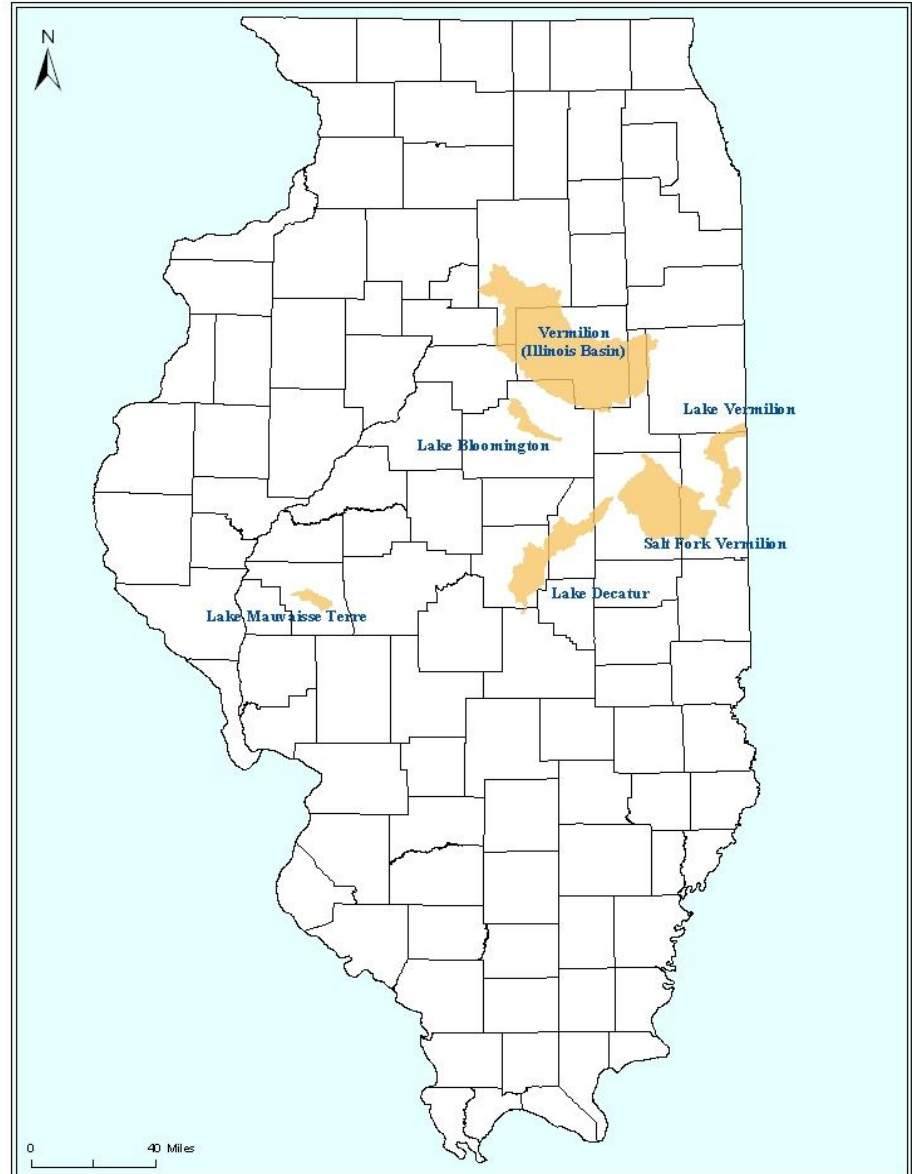 N
Vermilion
(Illinois Basin)
Lake Vermilion
Lake Bloomington
Salt Fork Vermilion
Lake Decatur
Lake Mauvaisse Terre
0 40 Miles